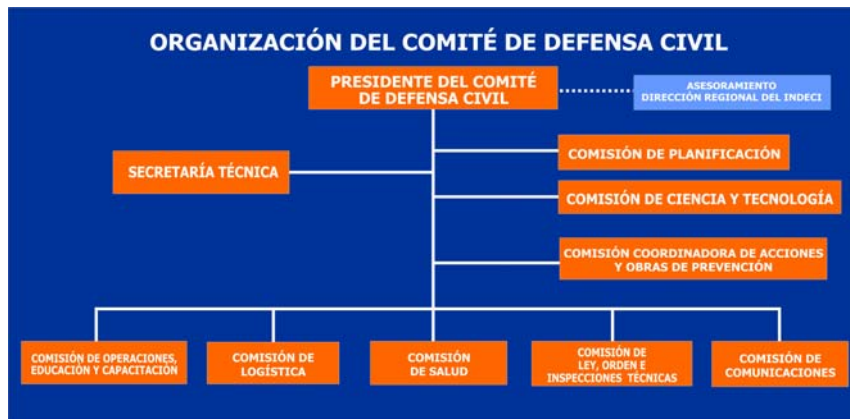 ORGANIZACIÓN DEL COMITÉ DE DEFENSA CIVIL
PRESIDENTE DEL COMITÉ
DE DEFENSA CIVIL
ASESORAMIENTO
DIRECCIÓN REGIONAL DEL INDECI
COMISIÓN DE PLANIFICACIÓN
SECRETARÍA TÉCNICA
COMISIÓN DE CIENCIA Y TECNOLOGÍA
COMISIÓN COORDINADORA DE ACCIONES
Y OBRAS DE PREVENCIÓN
COMISIÓN DE OPERACIONES,
EDUCACIÓN Y CAPACITACIÓN
COMISIÓN DE
LOGÍSTICA
COMISIÓN
DE SALUD
COMISIÓN DE
LEY, ORDEN E
INSPECCIONES TÉCNICAS
COMISIÓN DE
COMUNICACIONES